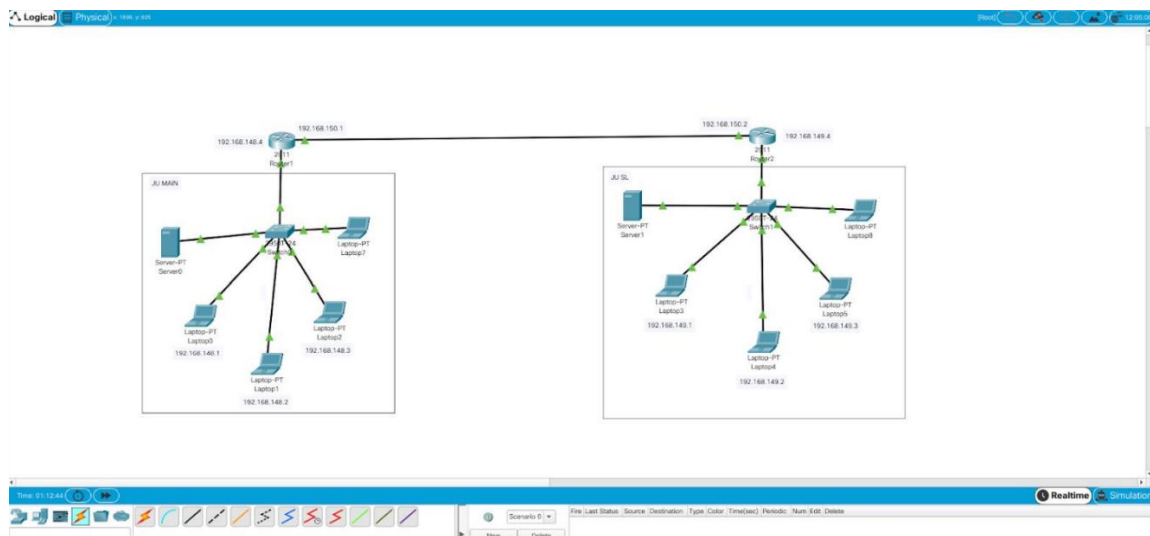 Logical
Physical
[Root]
192.168.150.1
192.168.148.4
Router1
192.168.150.2
192.168.149.4
Router2
JU MAIN
Server-PT
Server0
Laptop-PT
Laptop7
Laptop-PT
Laptop0
192.168.148.1
Laptop-PT
Laptop2
192.168.148.3
Laptop-PT
Laptop1
192.168.148.2
JU SL
Server-PT
Server1
Switch1
Laptop-PT
Laptop8
Laptop-PT
Laptop3
192.168.149.1
Laptop-PT
Laptop5
192.168.149.3
Laptop-PT
Laptop4
192.168.149.2
Time: 01:12:44
Realtime
Simulation
Scenario 0
Fire Last Status Source Destination Type Color Time(sec) Periodic Num Edit Delete
New Delete